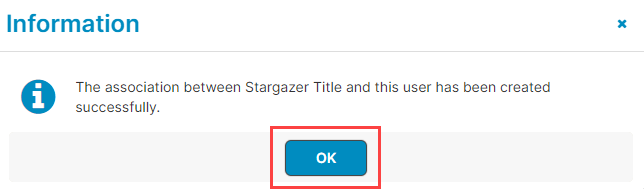 Information
The association between Stargazer Title and this user has been created
successfully.
OK